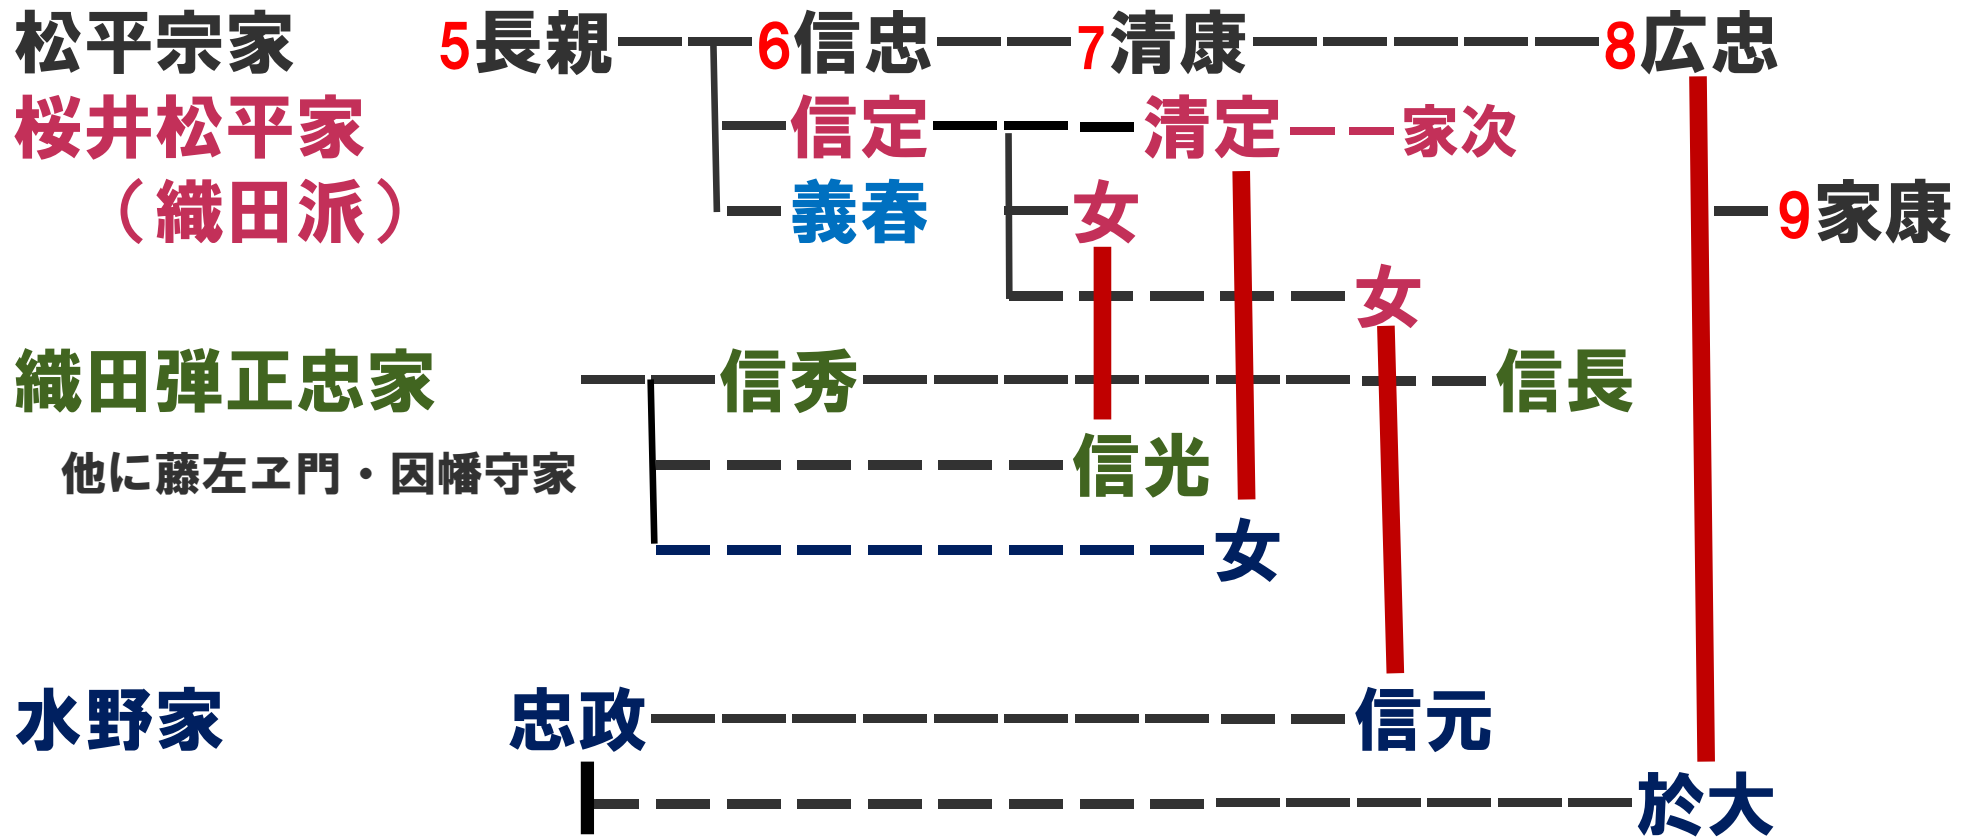 松平宗家 5長親 6信忠 7清康 8広忠
桜井松平家 信定 清定 家次
（織田派） 義春 女 9家康
女
織田弾正忠家 信秀 信長
他に藤左ヱ門・因幡守家 信光
女
水野家 忠政 信元
於大